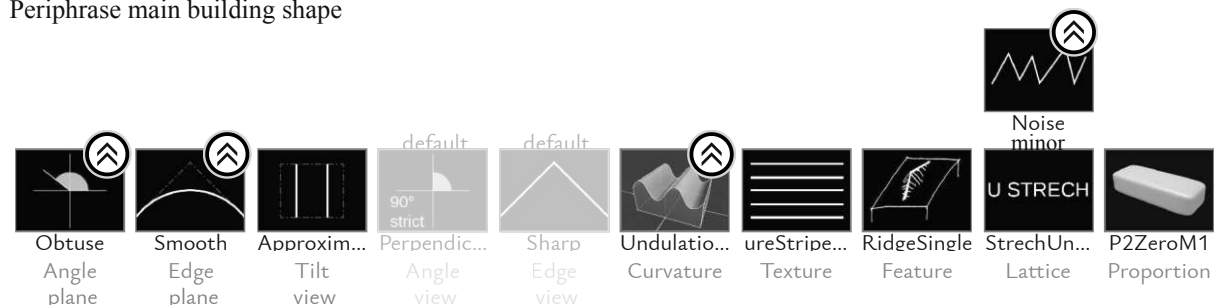 Periphrase main building shape
Noise
minor
default default
90°
strict
U STRECH
Obtuse Smooth Approxim... Perpendic... Sharp Undulatio... ureStripe... RidgeSingle StrechUn... P2ZeroM1
Angle Edge Tilt Angle Edge Curvature Texture Feature Lattice Proportion
plane plane view view view